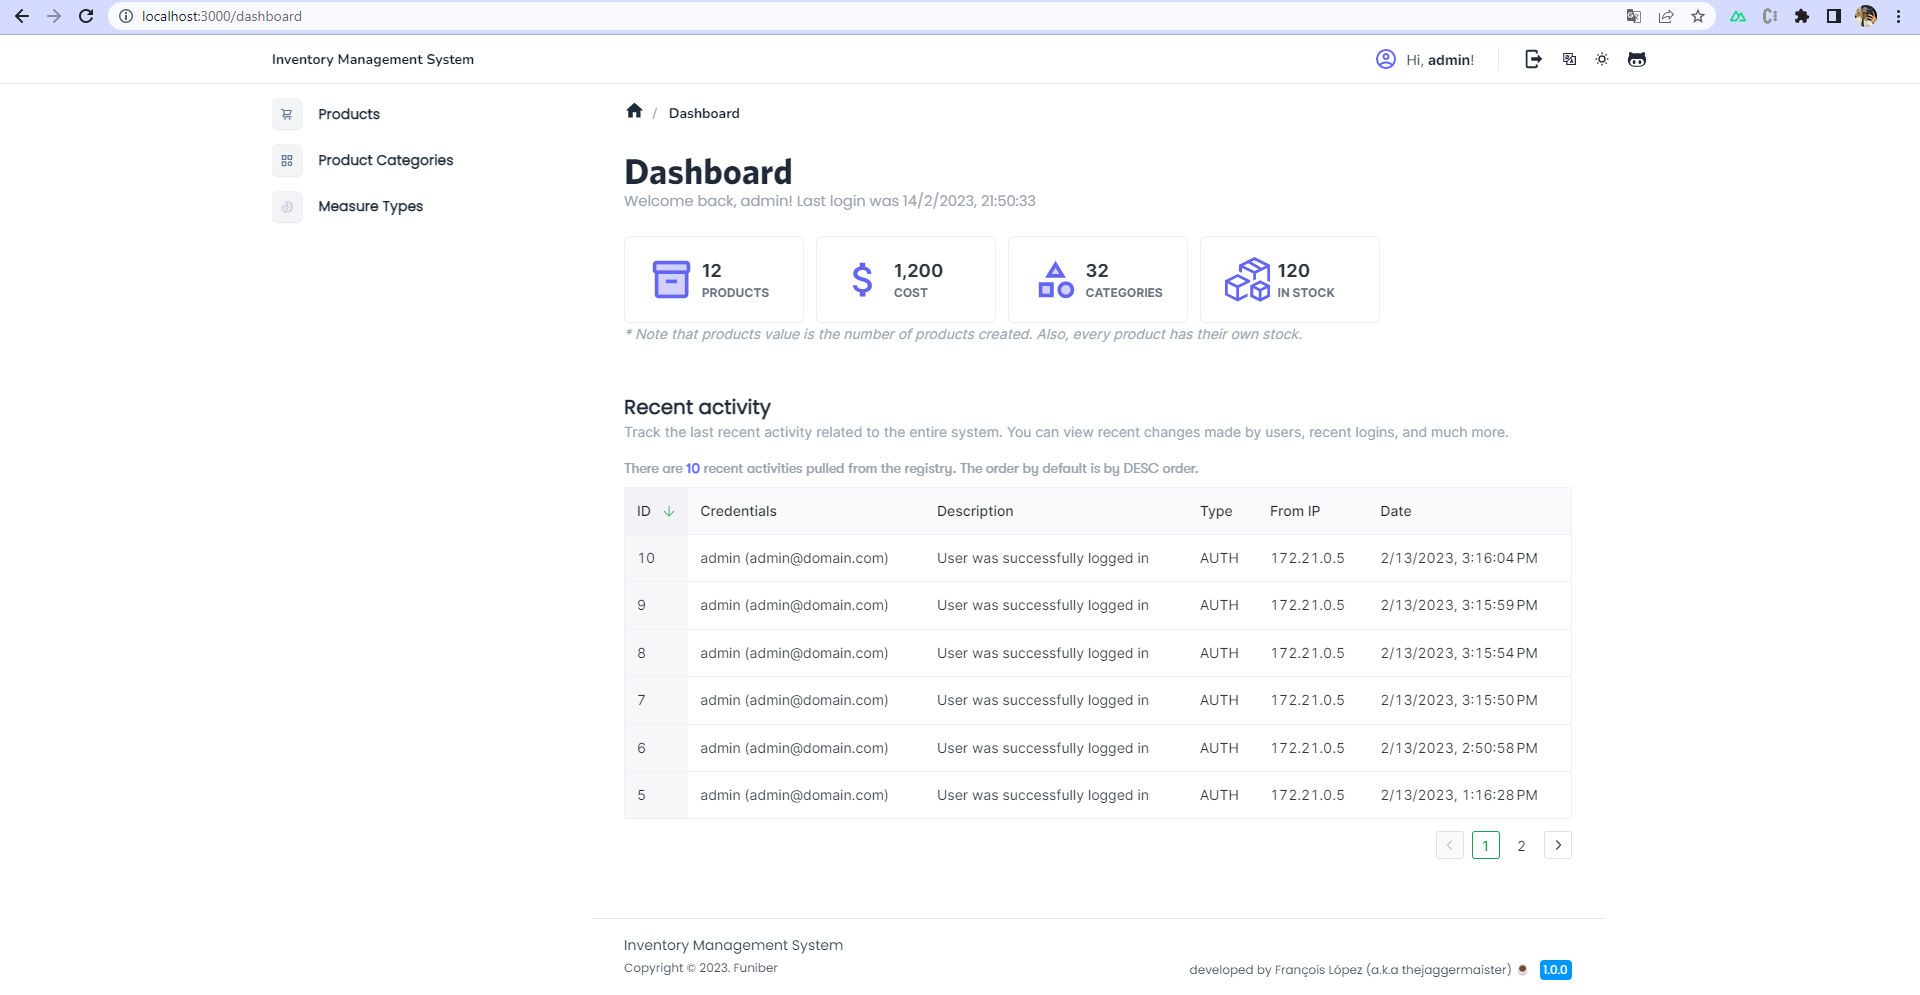 localhost:3000/dashboard
Inventory Management System
Hi, admin!
Products
Product Categories
Measure Types
/ Dashboard
Dashboard
Welcome back, admin! Last login was 14/2/2023, 21:50:33
12
PRODUCTS
1,200
COST
32
CATEGORIES
120
IN STOCK
* Note that products value is the number of products created. Also, every product has their own stock.
Recent activity
Track the last recent activity related to the entire system. You can view recent changes made by users, recent logins, and much more.
There are 10 recent activities pulled from the registry. The order by default is by DESC order.
ID Credentials Description Type From IP Date
10 admin (admin@domain.com) User was successfully logged in AUTH 172.21.0.5 2/13/2023, 3:16:04 PM
9 admin (admin@domain.com) User was successfully logged in AUTH 172.21.0.5 2/13/2023, 3:15:59 PM
8 admin (admin@domain.com) User was successfully logged in AUTH 172.21.0.5 2/13/2023, 3:15:54 PM
7 admin (admin@domain.com) User was successfully logged in AUTH 172.21.0.5 2/13/2023, 3:15:50 PM
6 admin (admin@domain.com) User was successfully logged in AUTH 172.21.0.5 2/13/2023, 2:50:58 PM
5 admin (admin@domain.com) User was successfully logged in AUTH 172.21.0.5 2/13/2023, 1:16:28 PM
1 2
Inventory Management System
Copyright © 2023. Funiber
developed by François López (a.k.a thejaggermaister) 1.0.0